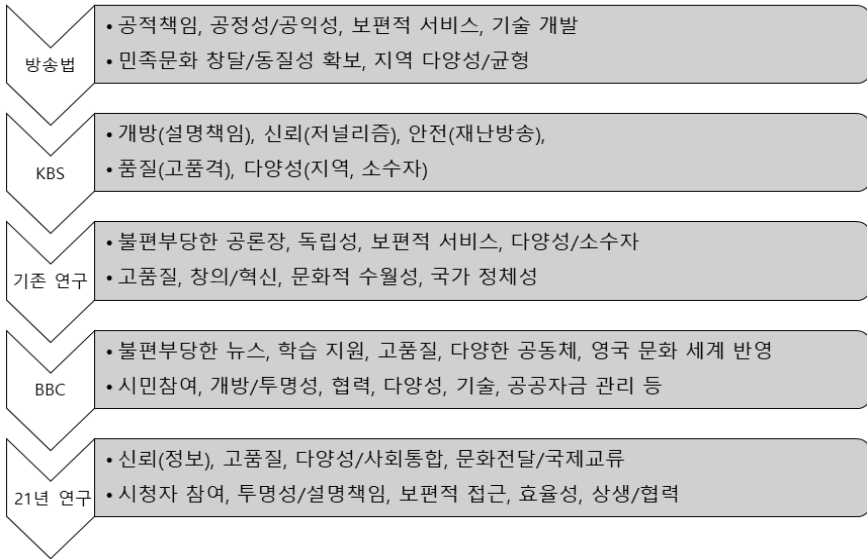 방송법
• 공적책임, 공정성/공익성, 보편적 서비스, 기술 개발
• 민족문화 창달/동질성 확보, 지역 다양성/균형
KBS
• 개방(설명책임), 신뢰(저널리즘), 안전(재난방송),
• 품질(고품격), 다양성(지역, 소수자)
기존 연구
• 불편부당한 공론장, 독립성, 보편적 서비스, 다양성/소수자
• 고품질, 창의/혁신, 문화적 수월성, 국가 정체성
BBC
• 불편부당한 뉴스, 학습 지원, 고품질, 다양한 공동체, 영국 문화 세계 반영
• 시민참여, 개방/투명성, 협력, 다양성, 기술, 공공자금 관리 등
21년 연구
• 신뢰(정보), 고품질, 다양성/사회통합, 문화전달/국제교류
• 시청자 참여, 투명성/설명책임, 보편적 접근, 효율성, 상생/협력